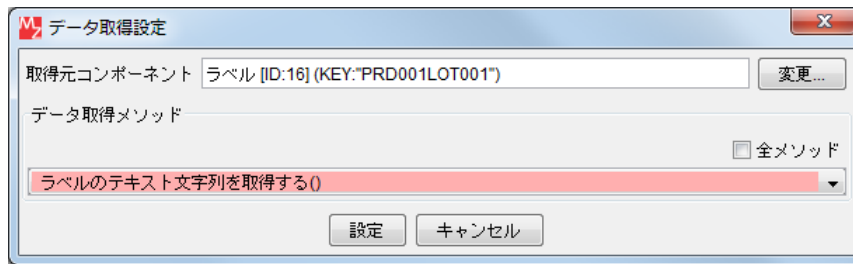 データ取得設定
取得元コンポーネント ラベル [ID:16] (KEY:"PRD001LOT001") 変更...
データ取得メソッド
全メソッド
ラベルのテキスト文字列を取得する()
設定 キャンセル